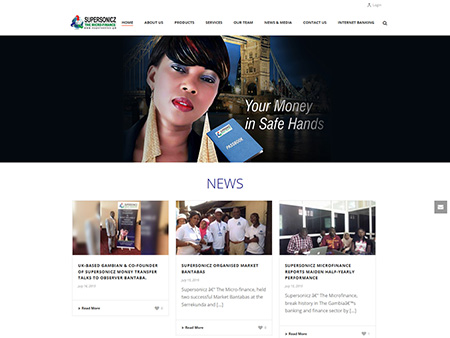 Login
SUPERSONICZ
THE MICRO-FINANCE
HOME
ABOUT US
PRODUCTS
SERVICES
OUR TEAM
NEWS & MEDIA
CONTACT US
INTERNET BANKING
Your Money
in Safe Hands
PASSBOOK
NEWS
UK-BASED GAMBIAN & CO-FOUNDER
OF SUPERSONICZ MONEY TRANSFER
TALKS TO OBSERVER BANTABA.
July 16, 2015
Read More
0
SUPERSONICZ ORGANISED MARKET
BANTABAS
July 15, 2015
Supersonicz â€" The Micro-finance, held
two successful Market Bantabas at the
Serrekunda and [...]
Read More
0
SUPERSONICZ MICROFINANCE
REPORTS MAIDEN HALF-YEARLY
PERFORMANCE
July 15, 2015
Supersonicz â€" The Microfinance,
break history in The Gambiaâ€™s
banking and Finance sector by [...]
Read More
0